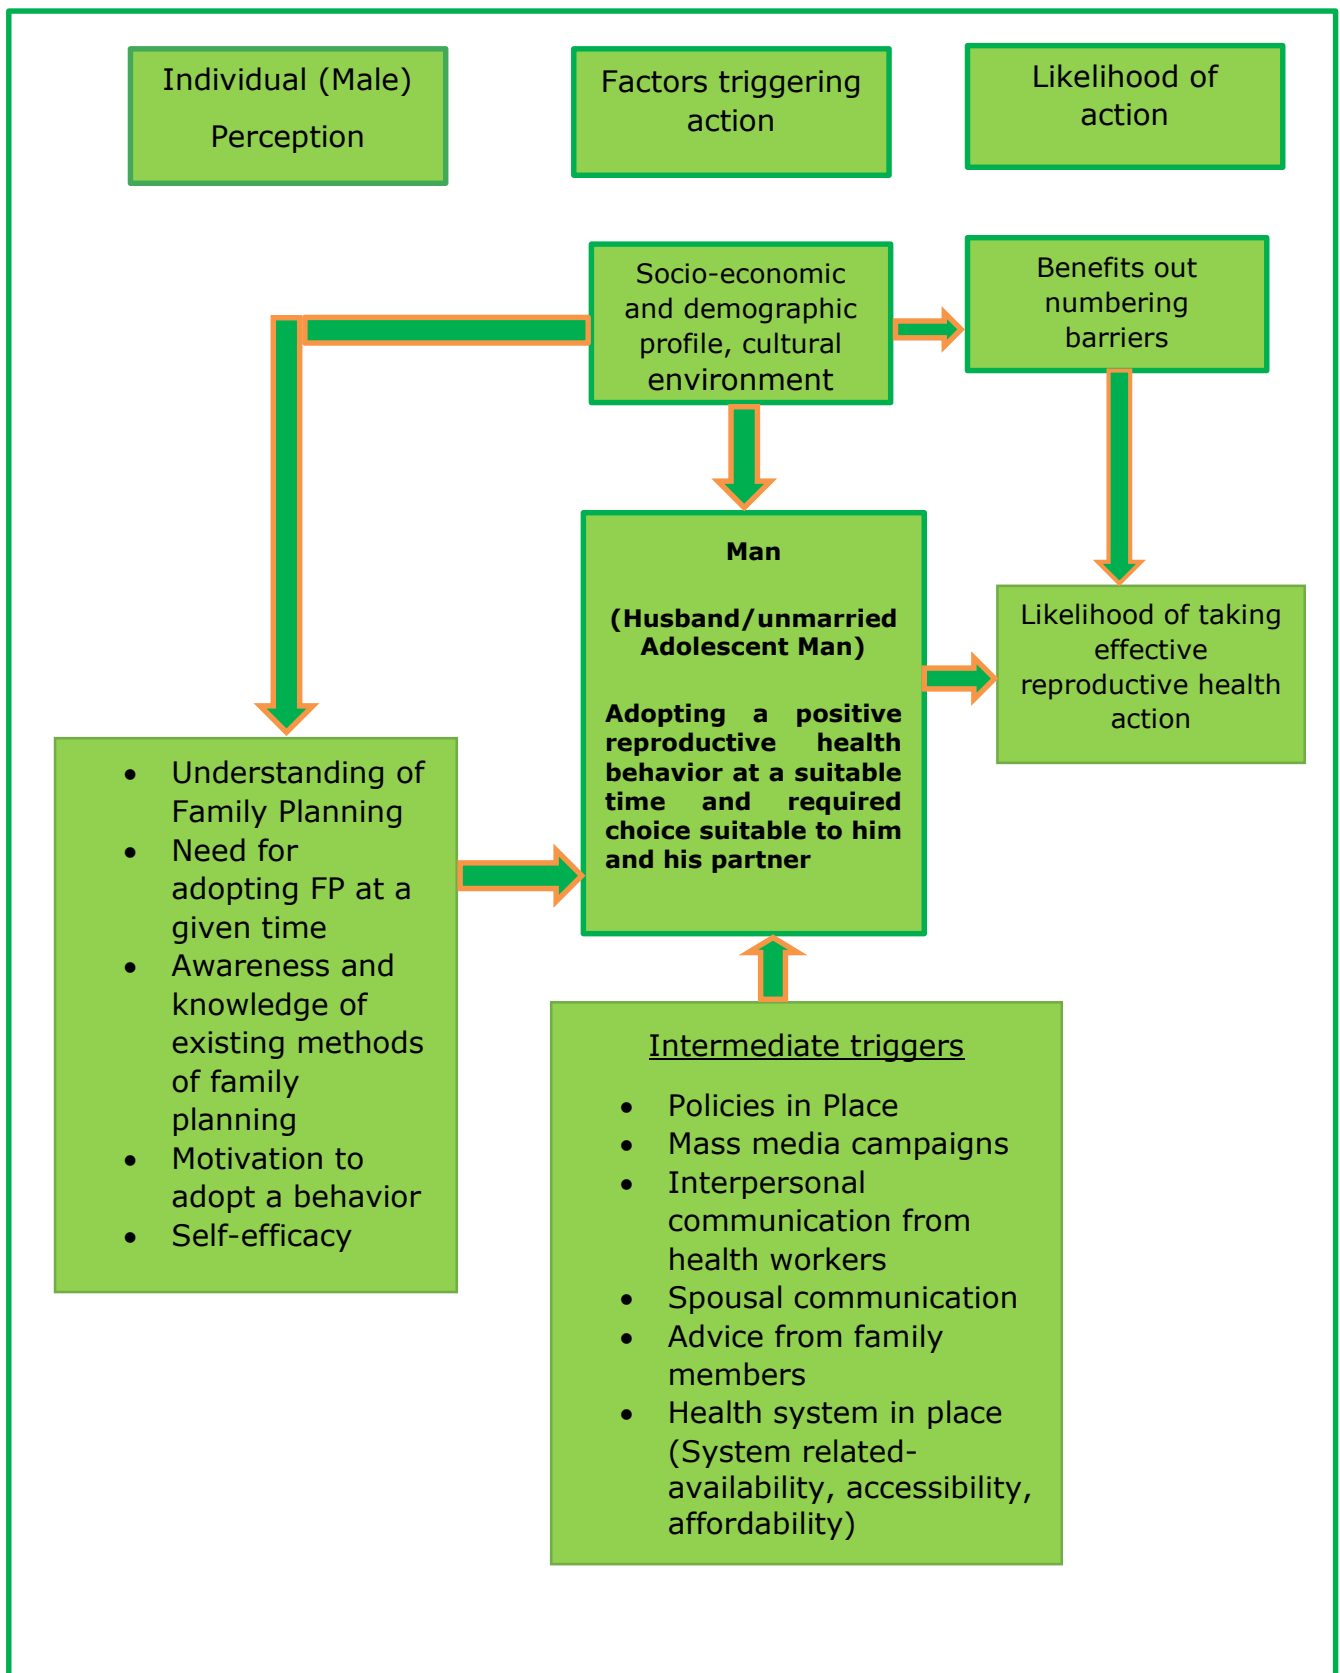 Individual (Male)
Perception
Factors triggering
action
Likelihood of
action
Socio-economic
and demographic
profile, cultural
environment
Benefits out
numbering
barriers
Man
(Husband/unmarried
Adolescent Man)
Adopting a positive
reproductive health
behavior at a suitable
time and required
choice suitable to him
and his partner
Likelihood of taking
effective
reproductive health
action
• Understanding of
Family Planning
• Need for
adopting FP at a
given time
• Awareness and
knowledge of
existing methods
of family
planning
• Motivation to
adopt a behavior
• Self-efficacy
Intermediate triggers
• Policies in Place
• Mass media campaigns
• Interpersonal
communication from
health workers
• Spousal communication
• Advice from family
members
• Health system in place
(System related-
availability, accessibility,
affordability)